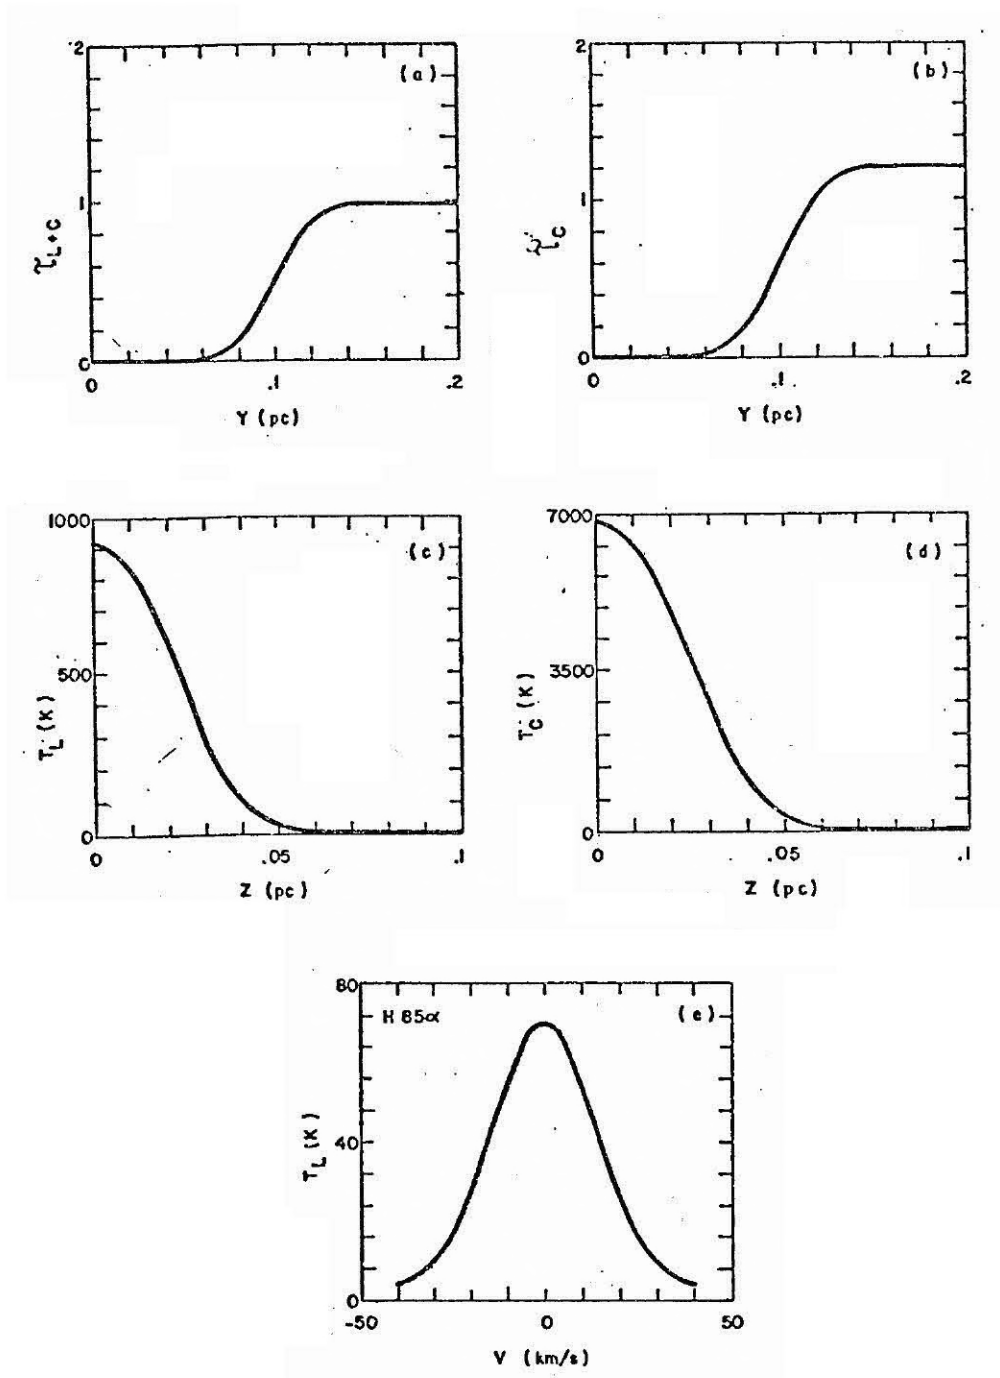 (a)
2
1
0
τL+C
0 .1 .2
Y (pc)
(b)
2
1
0
τC
0 .1 .2
Y (pc)
(c)
1000
500
0
TL (K)
0 .05 .1
Z (pc)
(d)
7000
3500
0
TC (K)
0 .05 .1
Z (pc)
H 85α
(e)
80
40
0
TL (K)
-50 0 50
V (km/s)